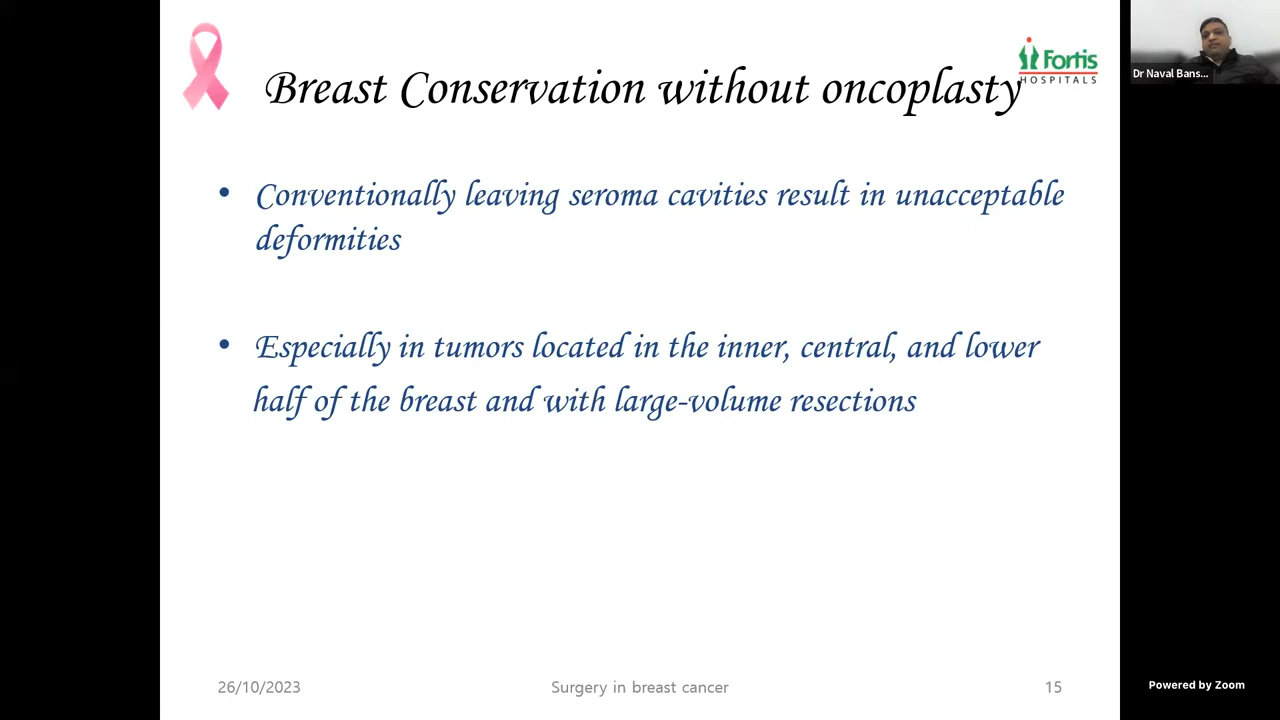 Breast Conservation without oncoplasty
Fortis
HOSPITALS
Dr Naval Bans...
• Conventionally leaving seroma cavities result in unacceptable
deformities
• Especially in tumors located in the inner, central, and lower
half of the breast and with large-volume resections
26/10/2023
Surgery in breast cancer
15
Powered by Zoom